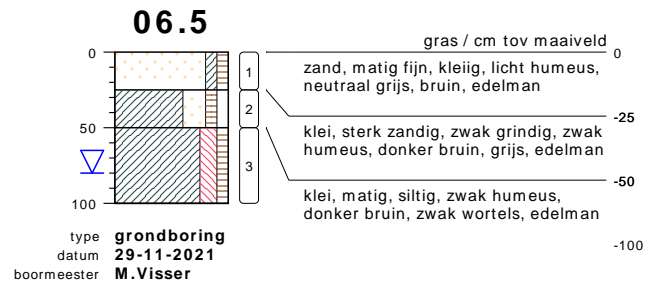 06.5
gras / cm tov maaiveld
0
0
1
zand, matig fijn, kleiig, licht humeus,
neutraal grijs, bruin, edelman
-25
2
klei, sterk zandig, zwak grindig, zwak
humeus, donker bruin, grijs, edelman
50
-50
3
klei, matig, siltig, zwak humeus,
donker bruin, zwak wortels, edelman
100
-100
type grondboring
datum 29-11-2021
boormeester M.Visser